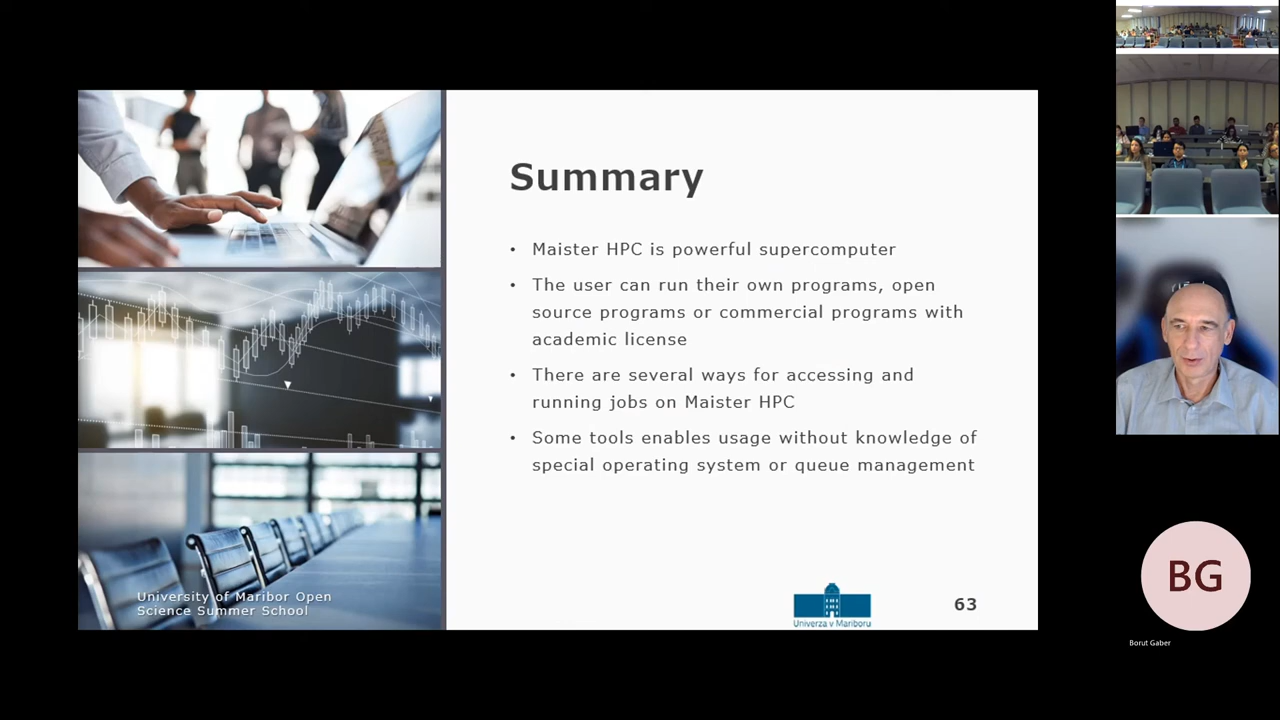 Summary
• Maister HPC is powerful supercomputer
• The user can run their own programs, open
source programs or commercial programs with
academic license
• There are several ways for accessing and
running jobs on Maister HPC
• Some tools enables usage without knowledge of
special operating system or queue management
University of Maribor Open
Science Summer School
Univerza v Mariboru
63
BG
Borut Gaber